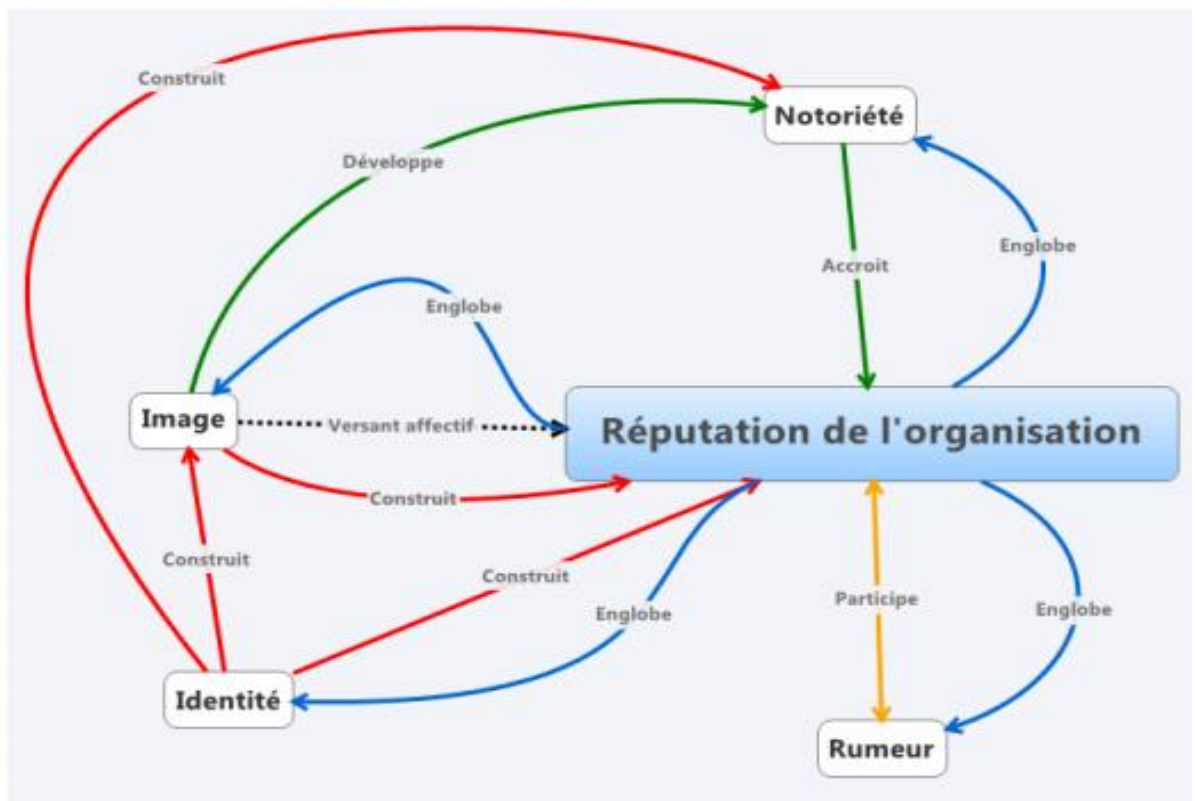 Construit
Notoriété
Développe
Englobe
Accroit
Englobe
Image
Versant affectif
Réputation de l'organisation
Construit
Construit
Construit
Englobe
Participe
Englobe
Identité
Rumeur